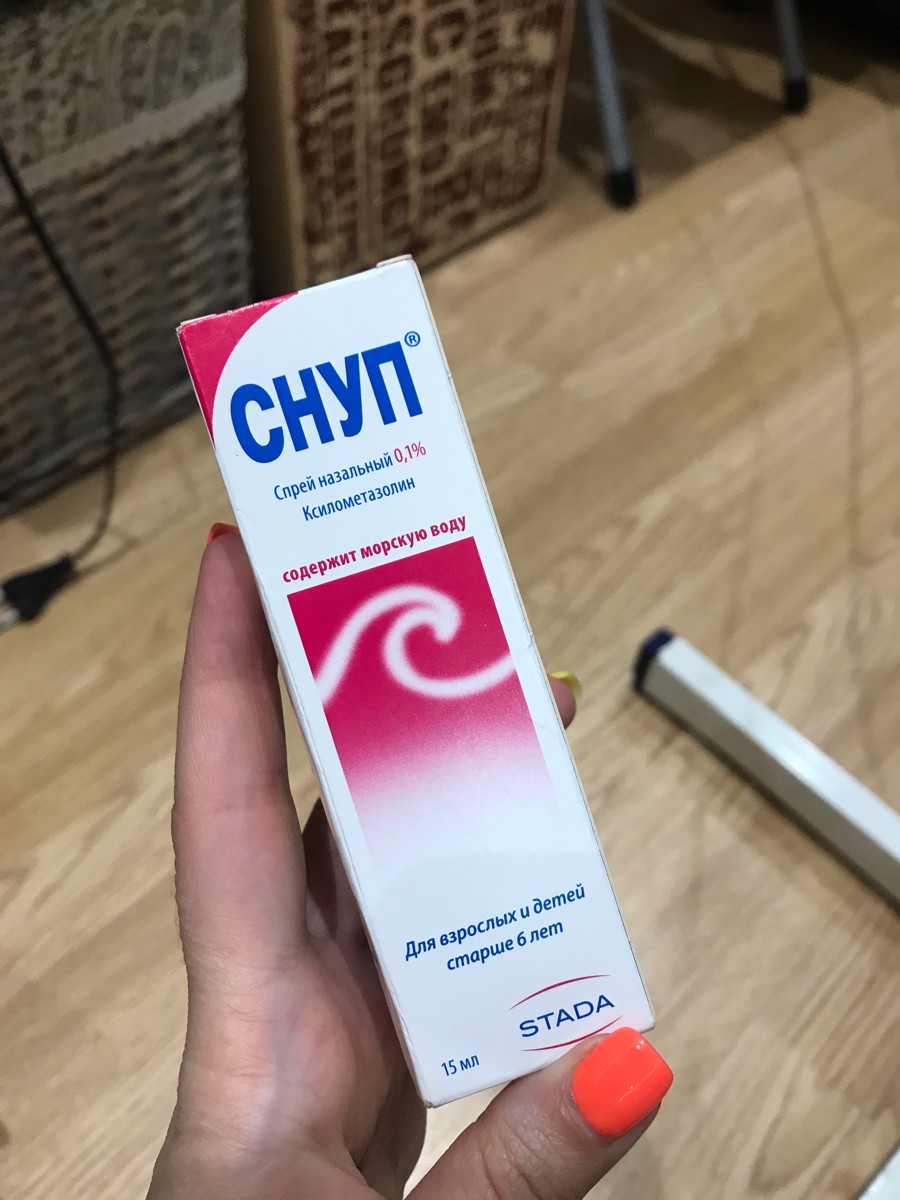 СНУП®
Спрей назальный 0,1%
Ксилометазолин
содержит морскую воду
Для взрослых и детей
старше 6 лет
STADA
15 мл